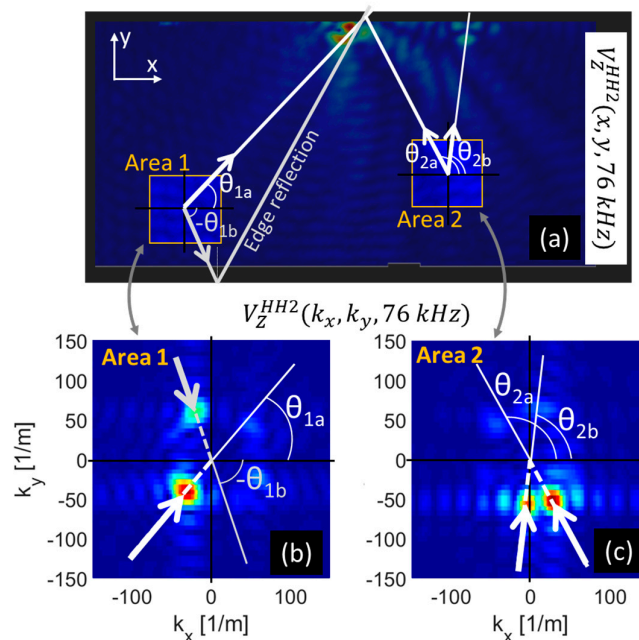 y
x
Area 1
θ1a
-θ1b
Edge reflection
θ2a
θ2b
Area 2
(a)
V_Z^{HH2}(x, y, 76 kHz)
V_Z^{HH2}(k_x, k_y, 76 kHz)
150
100
50
0
-50
-100
-150
k_y [1/m]
Area 1
θ1a
-θ1b
(b)
-100
0
100
k_x [1/m]
150
100
50
0
-50
-100
-150
Area 2
θ2a
θ2b
(c)
-100
0
100
k_x [1/m]